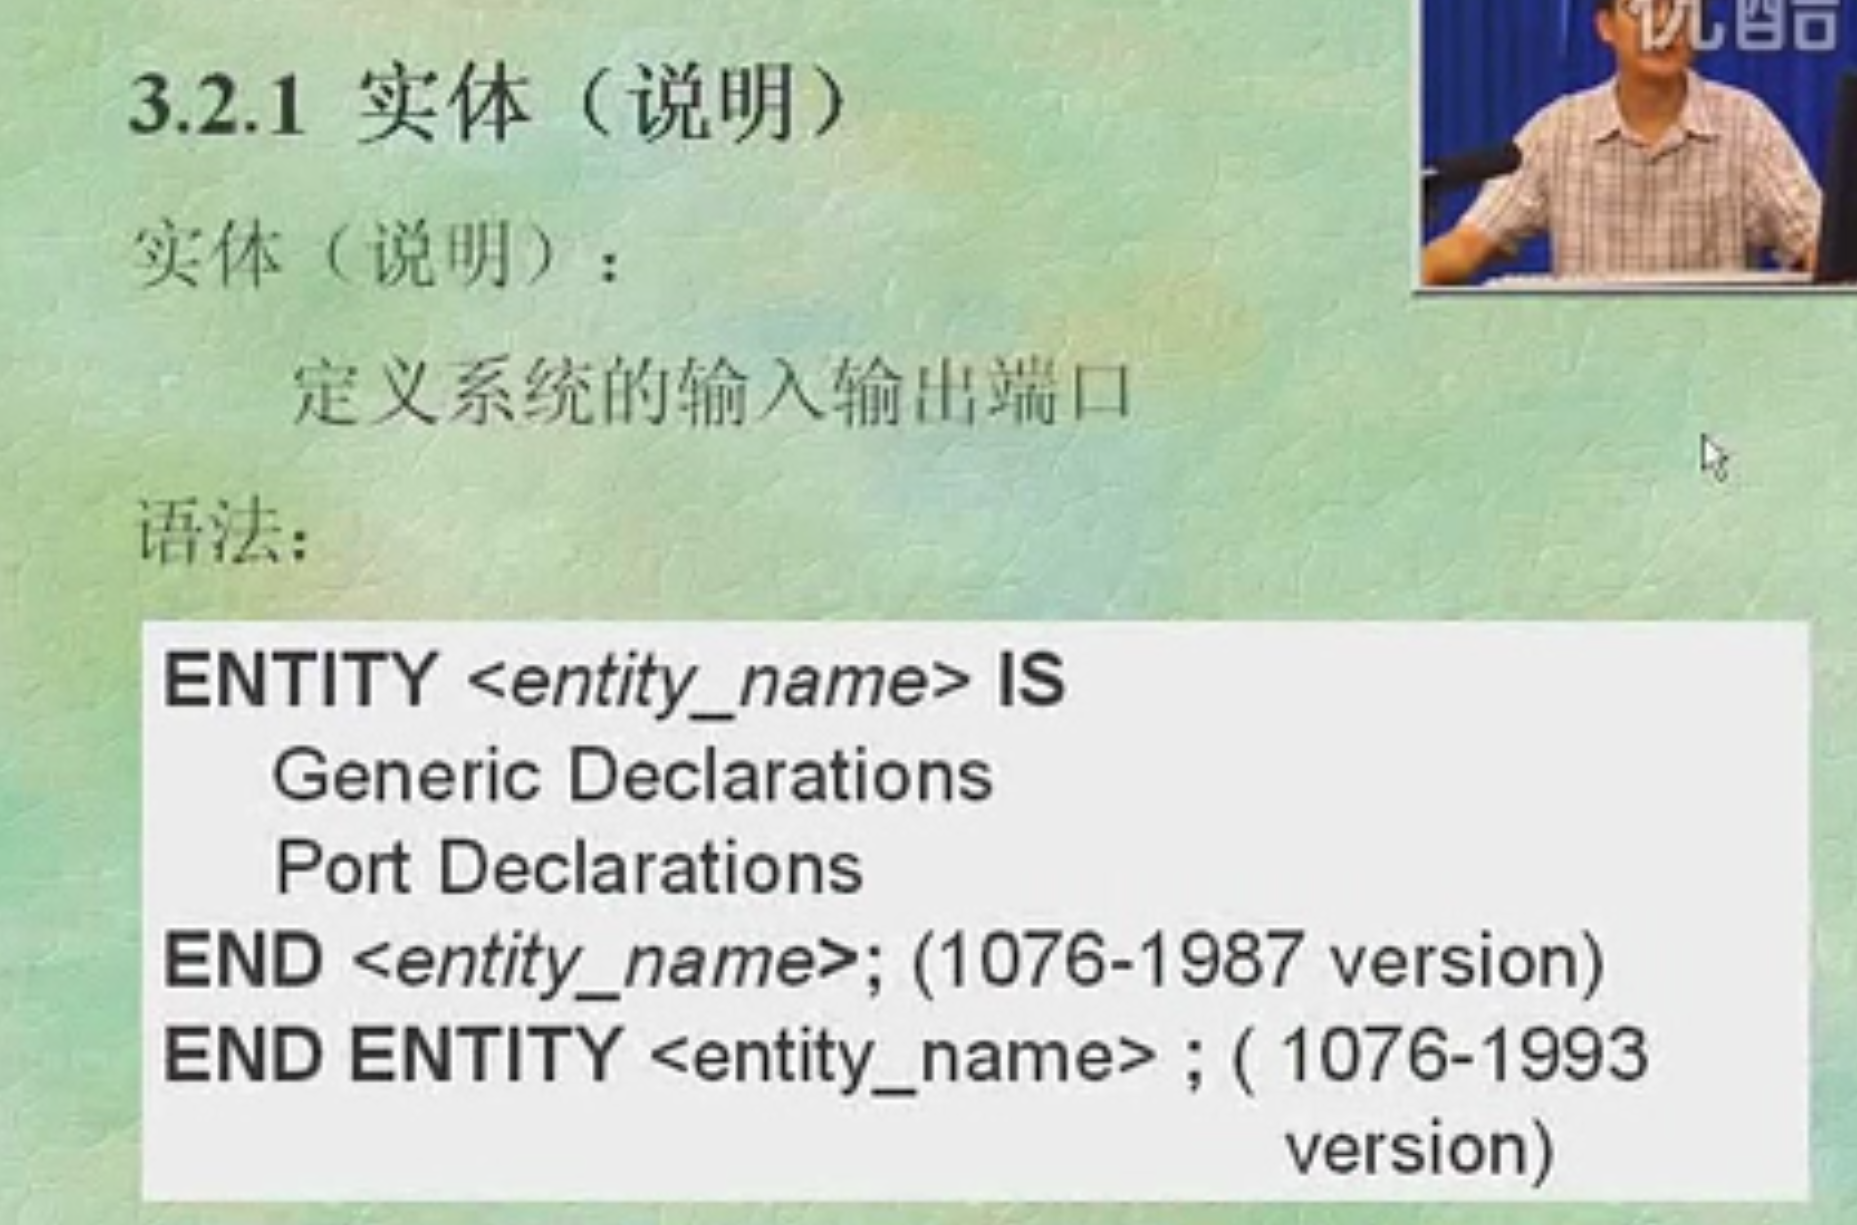 优酷
3.2.1 实体（说明）
实体（说明）：
定义系统的输入输出端口
语法：
ENTITY <entity_name> IS
Generic Declarations
Port Declarations
END <entity_name>; (1076-1987 version)
END ENTITY <entity_name> ; ( 1076-1993
version)